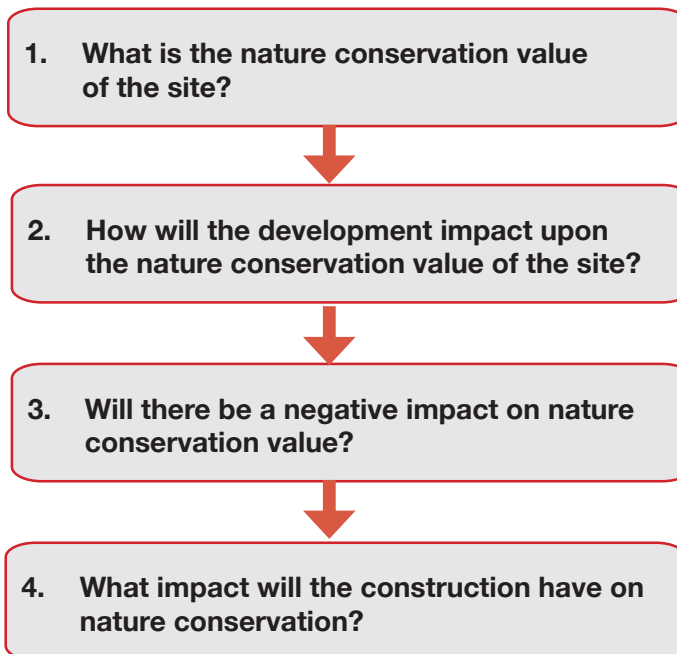 1. What is the nature conservation value
of the site?
2. How will the development impact upon
the nature conservation value of the site?
3. Will there be a negative impact on nature
conservation value?
4. What impact will the construction have on
nature conservation?